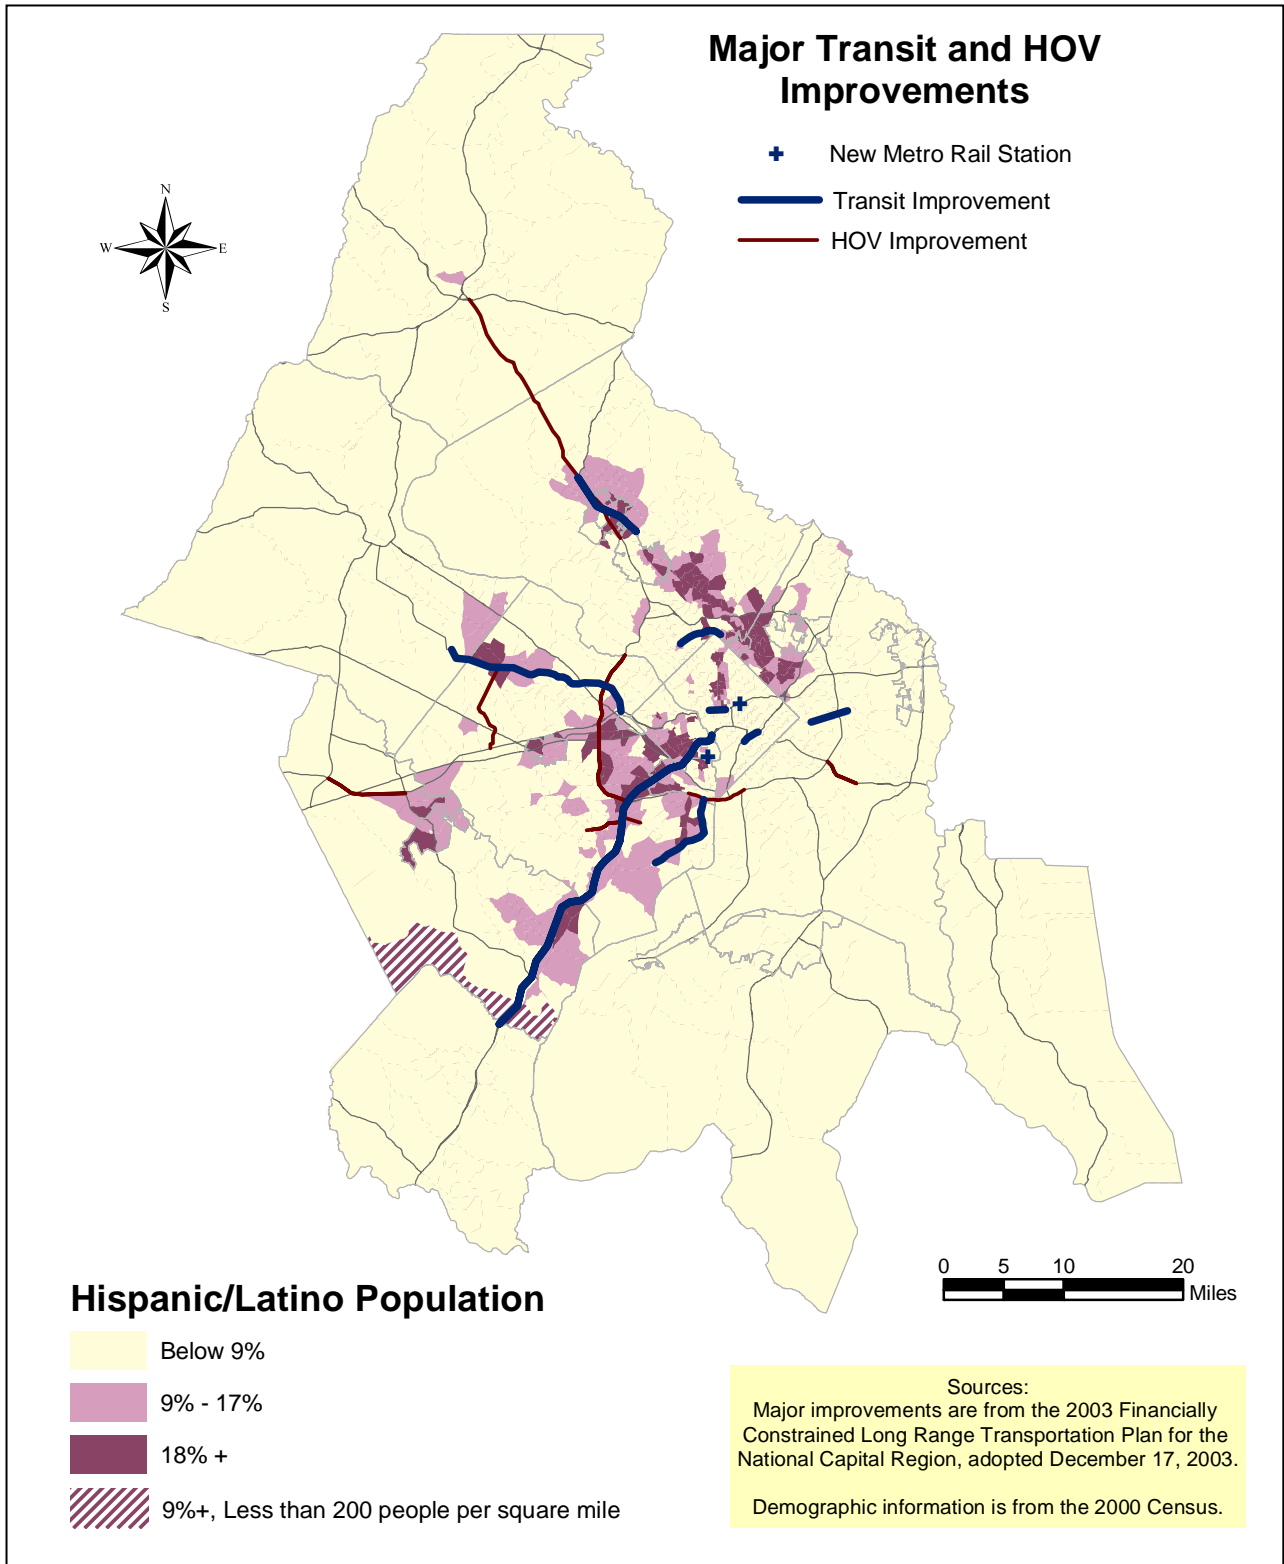 Major Transit and HOV
Improvements
New Metro Rail Station
Transit Improvement
HOV Improvement
N
W E
S
0 5 10 20
Miles
Hispanic/Latino Population
Below 9%
9% - 17%
18% +
9%+, Less than 200 people per square mile
Sources:
Major improvements are from the 2003 Financially
Constrained Long Range Transportation Plan for the
National Capital Region, adopted December 17, 2003.
Demographic information is from the 2000 Census.